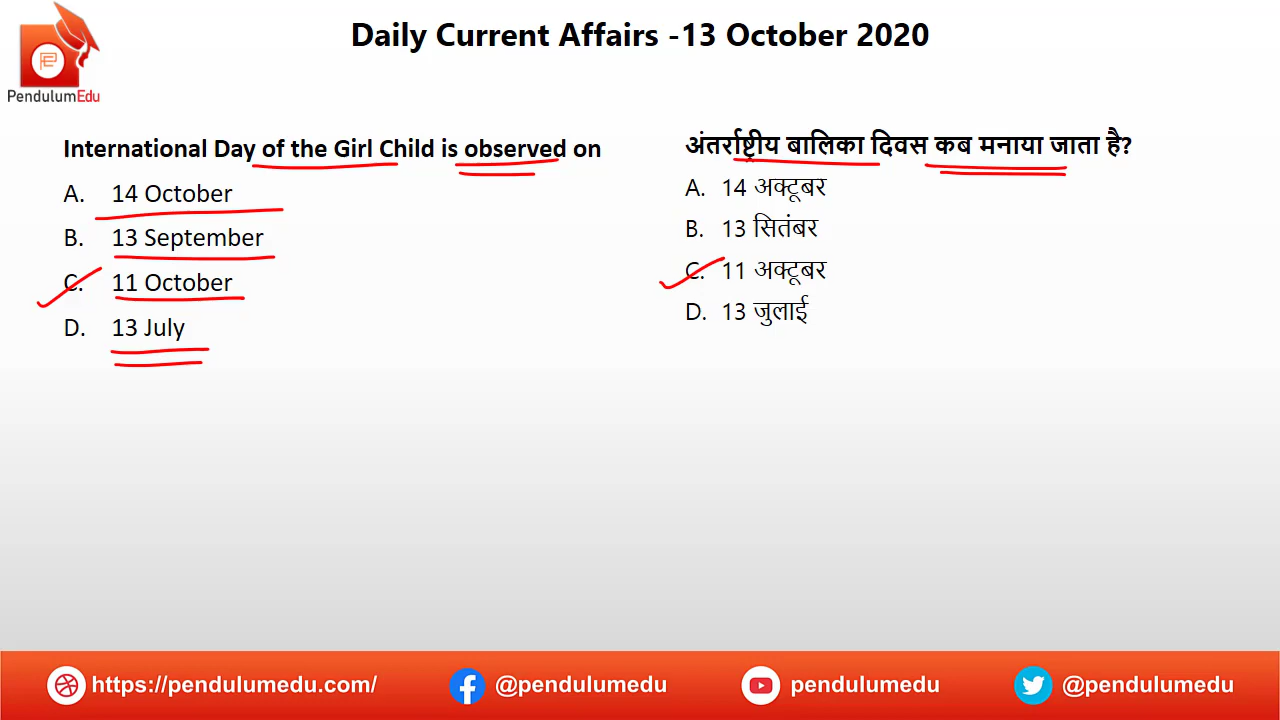 Daily Current Affairs -13 October 2020
PendulumEdu
International Day of the Girl Child is observed on
A. 14 October
B. 13 September
C. 11 October
D. 13 July
अंतर्राष्ट्रीय बालिका दिवस कब मनाया जाता है?
A. 14 अक्टूबर
B. 13 सितंबर
C. 11 अक्टूबर
D. 13 जुलाई
https://pendulumedu.com/
@pendulumedu
pendulumedu
@pendulumedu